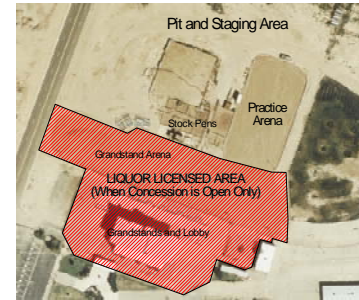 Pit and Staging Area
Practice
Arena
Stock Pens
Grandstand Arena
LIQUOR LICENSED AREA
(When Concession is Open Only)
Grandstands and Lobby